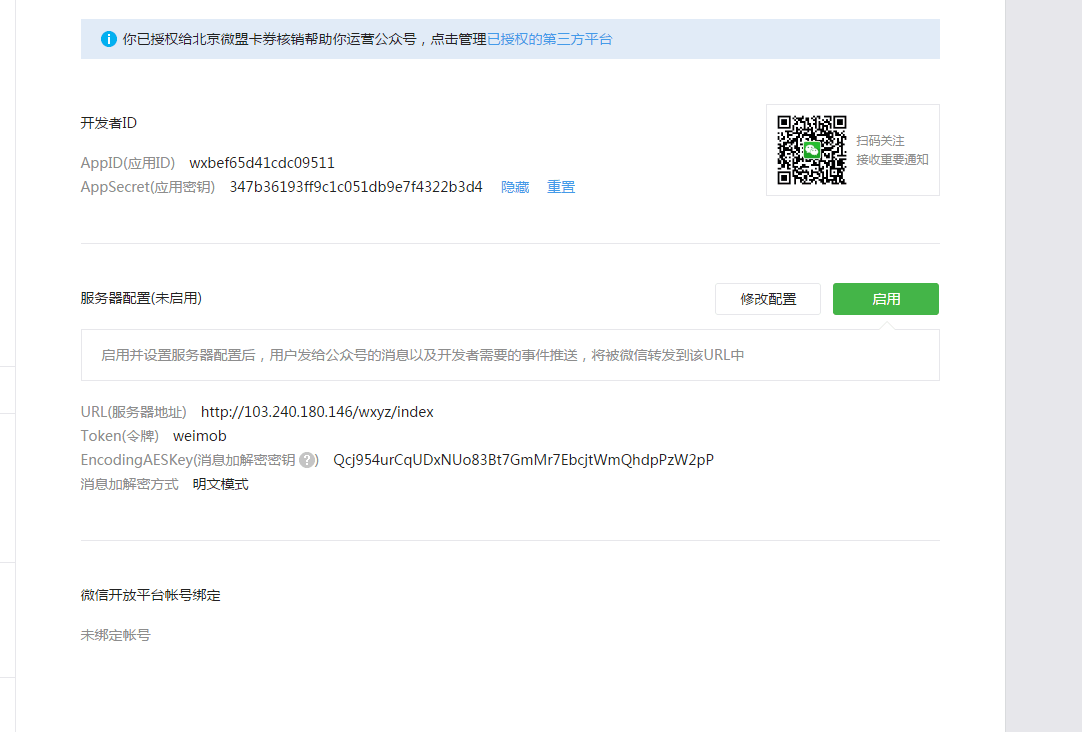 你已授权给北京微盟卡券核销帮助你运营公众号，点击管理已授权的第三方平台
开发者ID
扫码关注
接收重要通知
AppID(应用ID) wxbef65d41cdc09511
AppSecret(应用密钥) 347b36193ff9c1c051db9e7f4322b3d4 隐藏 重置
服务器配置(未启用) 修改配置 启用
启用并设置服务器配置后，用户发给公众号的消息以及开发者需要的事件推送，将被微信转发到该URL中
URL(服务器地址) http://103.240.180.146/wxyz/index
Token(令牌) weimob
EncodingAESKey(消息加解密密钥 ?) Qcj954urCqUDxNUo83Bt7GmMr7EbcjtWmQhdpPzW2pP
消息加解密方式 明文模式
微信开放平台帐号绑定
未绑定帐号